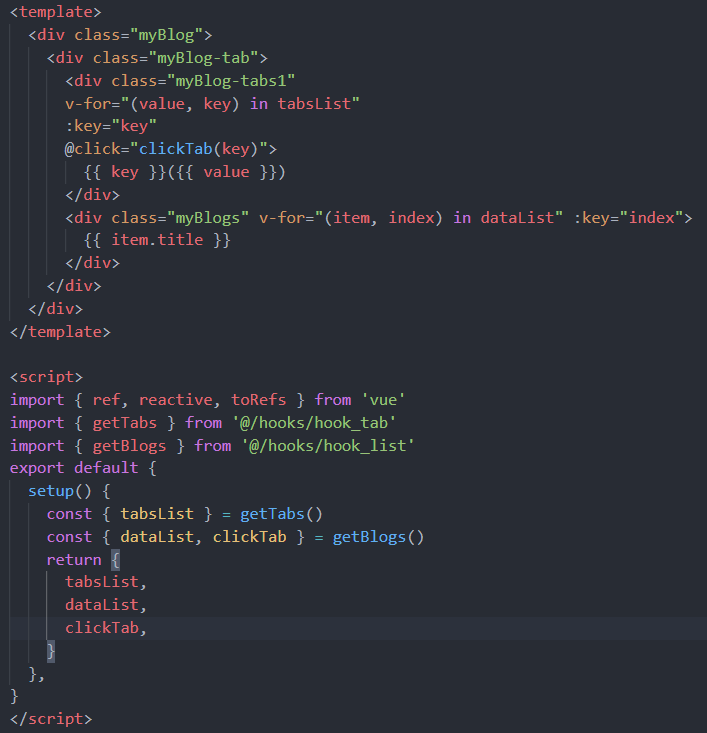 <template>
  <div class="myBlog">
    <div class="myBlog-tab">
      <div class="myBlog-tabs1"
      v-for="(value, key) in tabsList"
      :key="key"
      @click="clickTab(key)">
        {{ key }}({{ value }})
      </div>
      <div class="myBlogs" v-for="(item, index) in dataList" :key="index">
        {{ item.title }}
      </div>
    </div>
  </div>
</template>

<script>
import { ref, reactive, toRefs } from 'vue'
import { getTabs } from '@/hooks/hook_tab'
import { getBlogs } from '@/hooks/hook_list'
export default {
  setup() {
    const { tabsList } = getTabs()
    const { dataList, clickTab } = getBlogs()
    return {
      tabsList,
      dataList,
      clickTab,
    }
  },
}
</script>